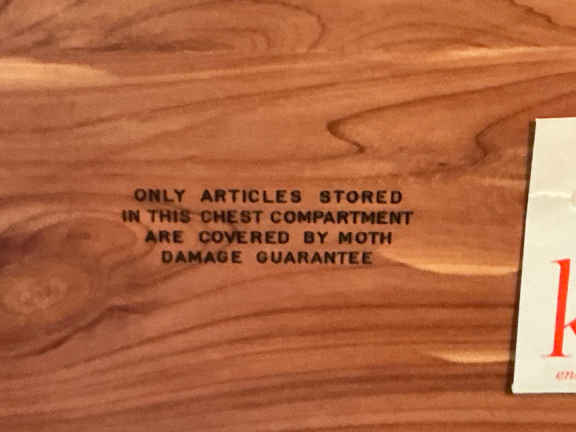 ONLY ARTICLES STORED
IN THIS CHEST COMPARTMENT
ARE COVERED BY MOTH
DAMAGE GUARANTEE